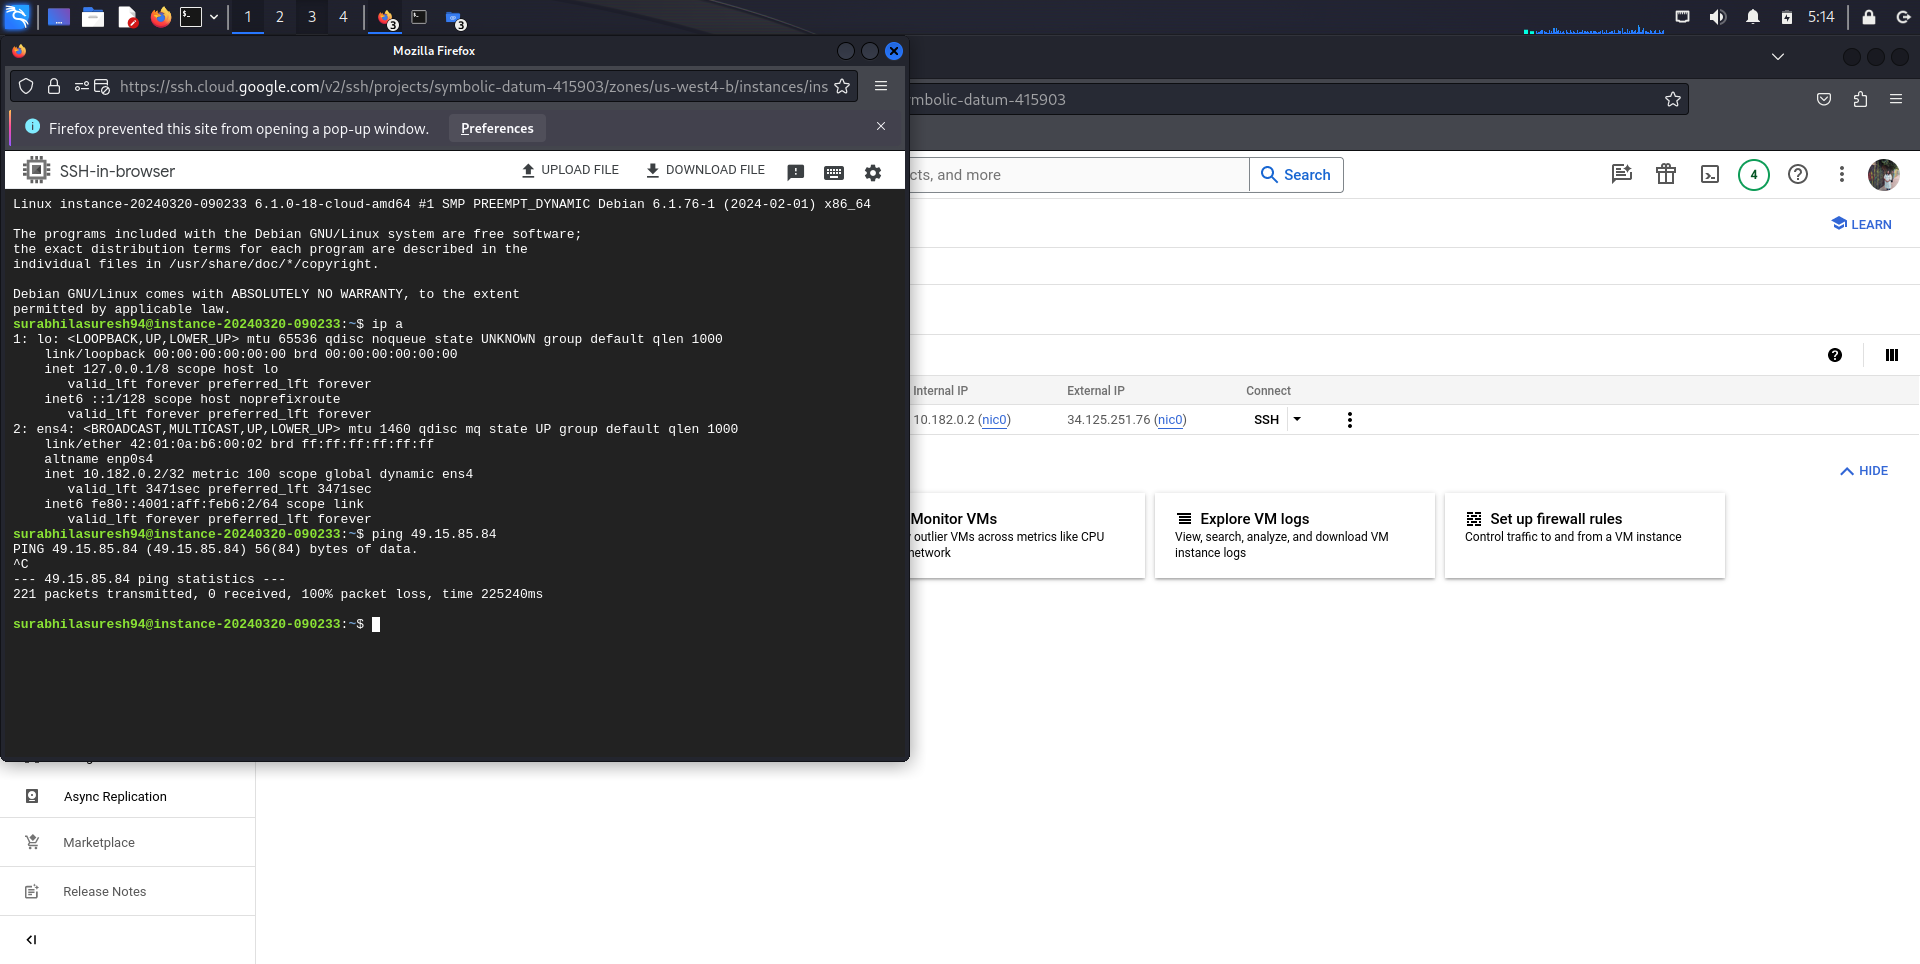 1
2
3
4
3
3
5:14
Mozilla Firefox
https://ssh.cloud.google.com/v2/ssh/projects/symbolic-datum-415903/zones/us-west4-b/instances/ins
mbolic-datum-415903
Firefox prevented this site from opening a pop-up window.
Preferences
SSH-in-browser
UPLOAD FILE
DOWNLOAD FILE
cts, and more
Search
4
LEARN
Linux instance-20240320-090233 6.1.0-18-cloud-amd64 #1 SMP PREEMPT_DYNAMIC Debian 6.1.76-1 (2024-02-01) x86_64
The programs included with the Debian GNU/Linux system are free software;
the exact distribution terms for each program are described in the
individual files in /usr/share/doc/*/copyright.
Debian GNU/Linux comes with ABSOLUTELY NO WARRANTY, to the extent
permitted by applicable law.
surabhilasuresh94@instance-20240320-090233:~$ ip a
1: lo: <LOOPBACK,UP,LOWER_UP> mtu 65536 qdisc noqueue state UNKNOWN group default qlen 1000
    link/loopback 00:00:00:00:00:00 brd 00:00:00:00:00:00
    inet 127.0.0.1/8 scope host lo
       valid_lft forever preferred_lft forever
    inet6 ::1/128 scope host noprefixroute
       valid_lft forever preferred_lft forever
2: ens4: <BROADCAST,MULTICAST,UP,LOWER_UP> mtu 1460 qdisc mq state UP group default qlen 1000
    link/ether 42:01:0a:b6:00:02 brd ff:ff:ff:ff:ff:ff
    altname enp0s4
    inet 10.182.0.2/32 metric 100 scope global dynamic ens4
       valid_lft 3471sec preferred_lft 3471sec
    inet6 fe80::4001:aff:feb6:2/64 scope link
       valid_lft forever preferred_lft forever
surabhilasuresh94@instance-20240320-090233:~$ ping 49.15.85.84
PING 49.15.85.84 (49.15.85.84) 56(84) bytes of data.
^C
--- 49.15.85.84 ping statistics ---
221 packets transmitted, 0 received, 100% packet loss, time 225240ms
surabhilasuresh94@instance-20240320-090233:~$
Internal IP
External IP
Connect
10.182.0.2 (nic0)
34.125.251.76 (nic0)
SSH
HIDE
Monitor VMs
outlier VMs across metrics like CPU
network
Explore VM logs
View, search, analyze, and download VM
instance logs
Set up firewall rules
Control traffic to and from a VM instance
Async Replication
Marketplace
Release Notes